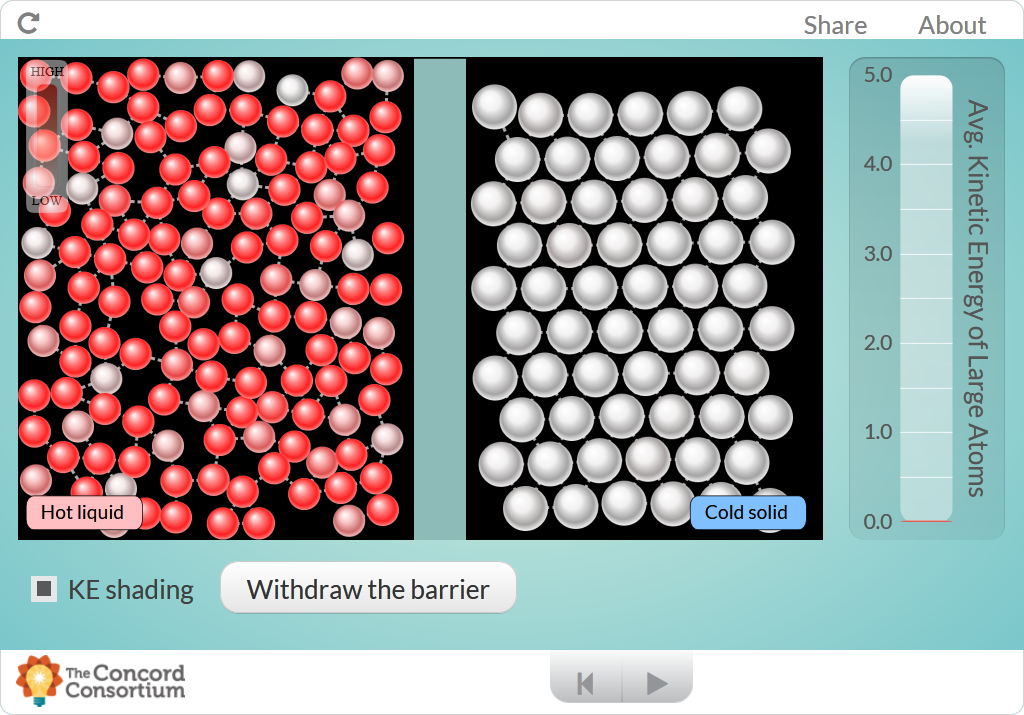 Share About
HIGH
LOW
Hot liquid
Cold solid
5.0
4.0
3.0
2.0
1.0
0.0
Avg. Kinetic Energy of Large Atoms
KE shading
Withdraw the barrier
The Concord
Consortium